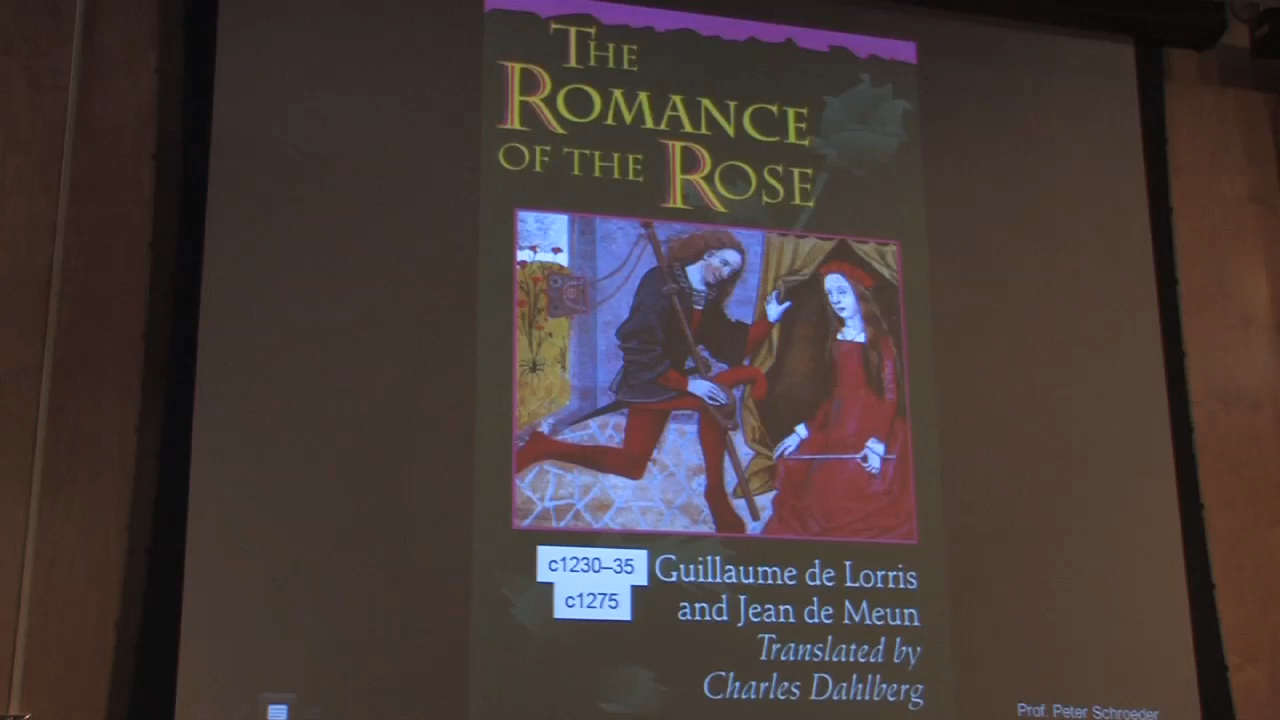 THE
ROMANCE
OF THE ROSE
c1230–35
Guillaume de Lorris
c1275
and Jean de Meun
Translated by
Charles Dahlberg
Prof. Peter Schroeder